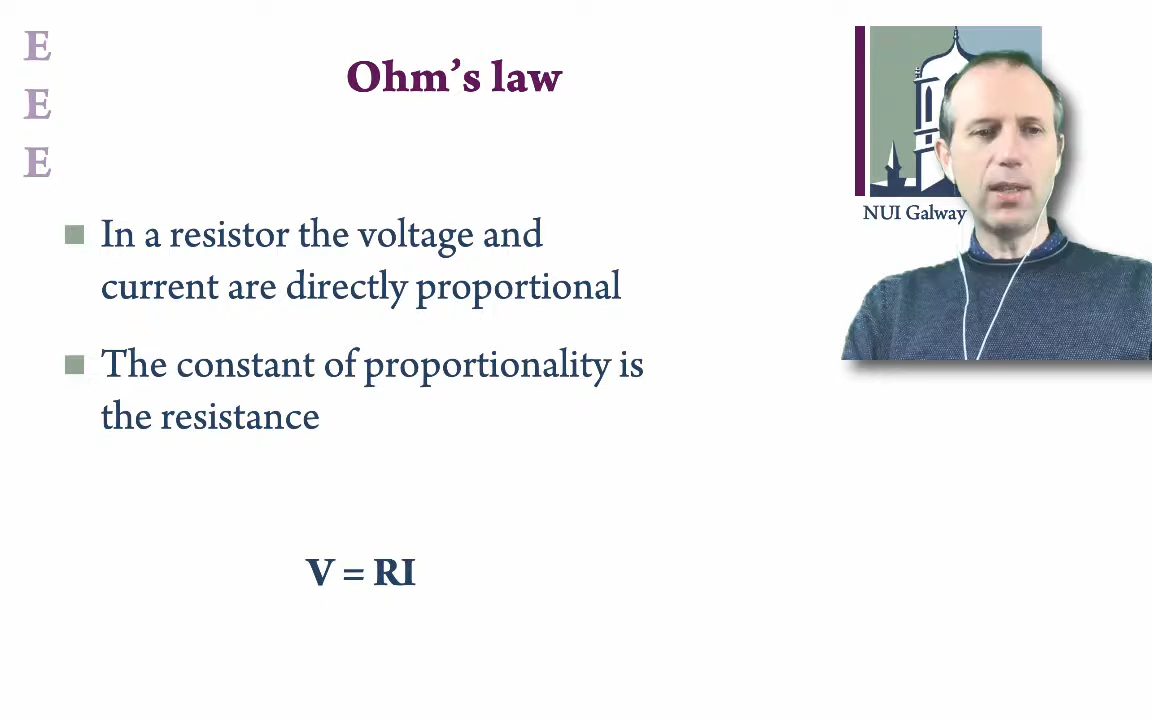 E
E
E
Ohm’s law
NUI Galway
■ In a resistor the voltage and
current are directly proportional
■ The constant of proportionality is
the resistance
V = RI